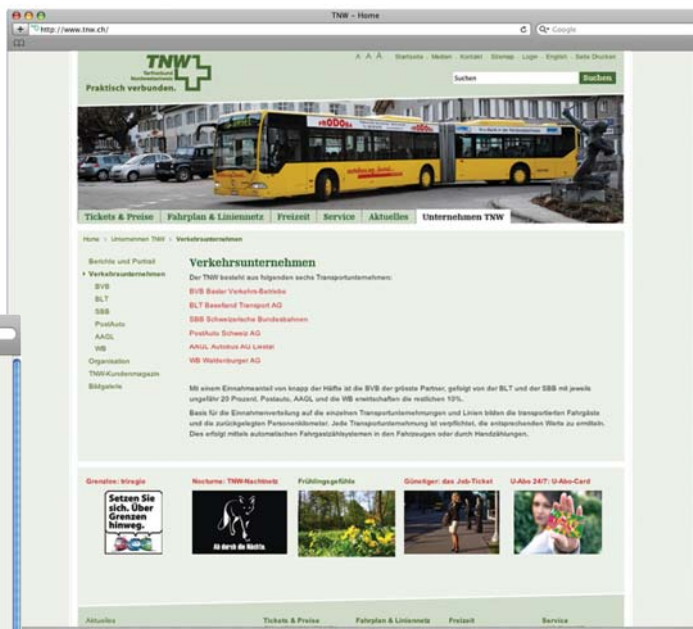 TNW – Home
http://www.tnw.ch/
Google
TNW
Tarifverbund
Nordwestschweiz
Praktisch verbunden.
A A A Startseite Medien Kontakt Sitemap Login English Seite Drucken
Suchen Suchen
Tickets & Preise Fahrplan & Liniennetz Freizeit Service Aktuelles Unternehmen TNW
Home > Unternehmen TNW > Verkehrsunternehmen
Berichte und Portrait
Verkehrsunternehmen
BVB
BLT
SBB
PostAuto
AAGL
WB
Organisation
TNW-Kundenmagazin
Bildgalerie
Verkehrsunternehmen
Der TNW besteht aus folgenden sechs Transportunternehmen:
BVB Basler Verkehrs-Betriebe
BLT Baselland Transport AG
SBB Schweizerische Bundesbahnen
PostAuto Schweiz AG
AAGL Autobus AG Liestal
WB Waldenburger AG
Mit einem Einnahmeanteil von knapp der Hälfte ist die BVB der grösste Partner, gefolgt von der BLT und der SBB mit jeweils
ungefähr 20 Prozent. Postauto, AAGL und die WB erwirtschaften die restlichen 10%.
Basis für die Einnahmenverteilung auf die einzelnen Transportunternehmungen und Linien bilden die transportierten Fahrgäste
und die zurückgelegten Personenkilometer. Jede Transportunternehmung ist verpflichtet, die entsprechenden Werte zu ermitteln.
Dies erfolgt mittels automatischen Fahrgastzählsystemen in den Fahrzeugen oder durch Handzählungen.
Grenzlos: triregio Nocturne: TNW-Nachtnetz Frühlingsgefühle Günstiger: das Job-Ticket U-Abo 24/7: U-Abo-Card
Setzen Sie
sich. Über
Grenzen
hinweg.
Ab durch die Nächte.
Aktuelles Tickets & Preise Fahrplan & Liniennetz Freizeit Service